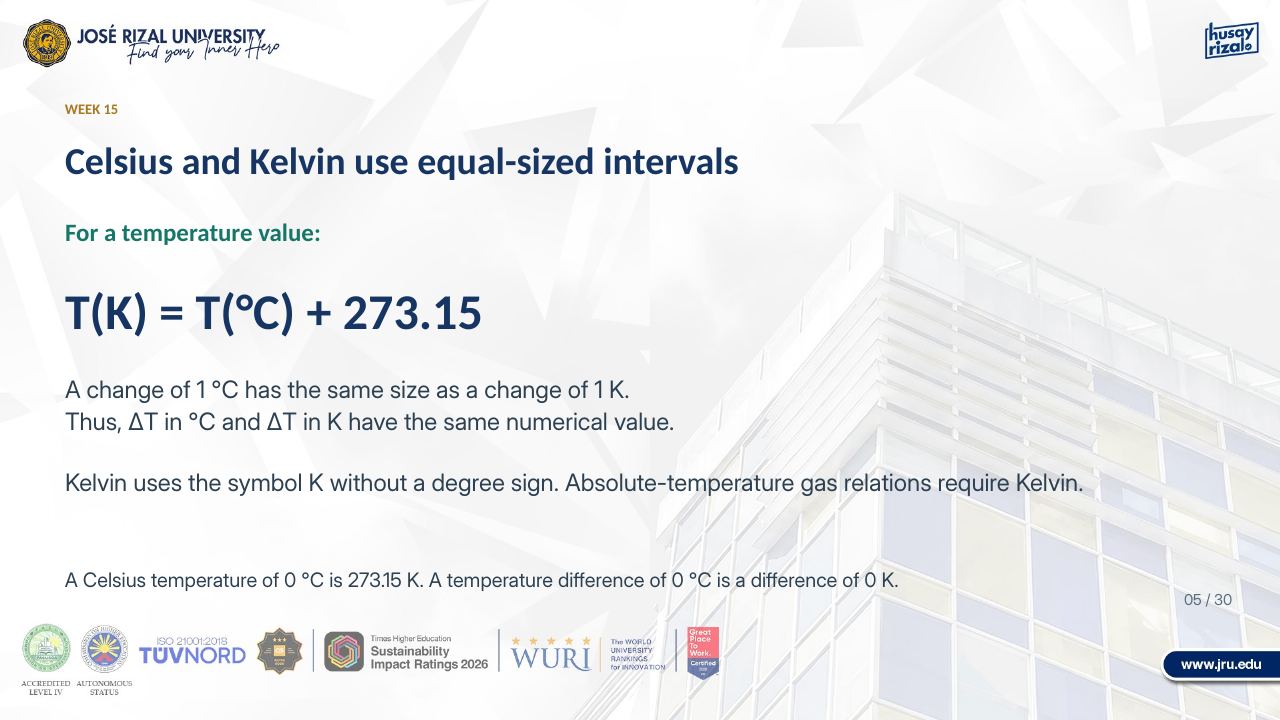 JOSÉ RIZAL UNIVERSITY
Find your Inner Hero
husay
rizal
WEEK 15
Celsius and Kelvin use equal-sized intervals
For a temperature value:
T(K) = T(°C) + 273.15
A change of 1 °C has the same size as a change of 1 K.
Thus, ΔT in °C and ΔT in K have the same numerical value.
Kelvin uses the symbol K without a degree sign. Absolute-temperature gas relations require Kelvin.
A Celsius temperature of 0 °C is 273.15 K. A temperature difference of 0 °C is a difference of 0 K.
05 / 30
ACCREDITED
LEVEL IV
AUTONOMOUS
STATUS
ISO 21001:2018
TÜVNORD
Times Higher Education
Sustainability
Impact Ratings 2026
WURI
The WORLD
UNIVERSITY
RANKINGS
for INNOVATION
Great
Place
To
Work.
Certified
www.jru.edu